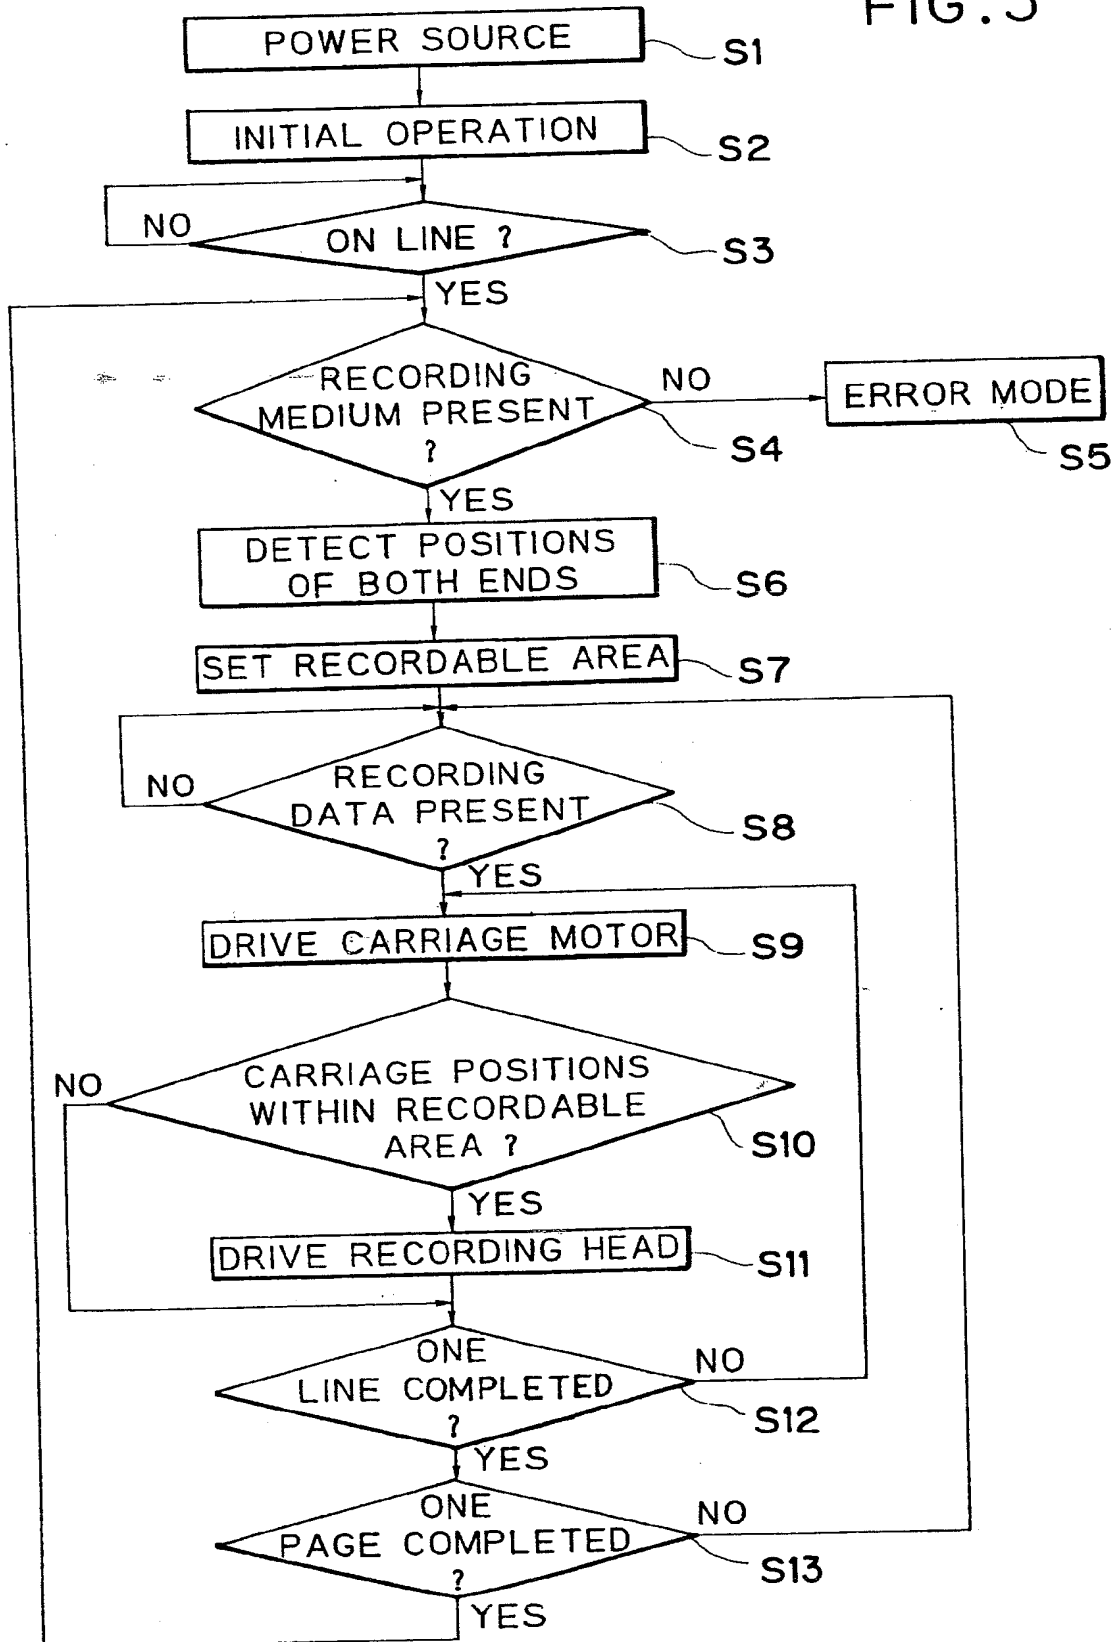 FIG.5
POWER SOURCE
S1
INITIAL OPERATION
S2
NO
ON LINE ?
S3
YES
RECORDING
MEDIUM PRESENT
?
NO
S4
ERROR MODE
S5
YES
DETECT POSITIONS
OF BOTH ENDS
S6
SET RECORDABLE AREA
S7
NO
RECORDING
DATA PRESENT
?
S8
YES
DRIVE CARRIAGE MOTOR
S9
NO
CARRIAGE POSITIONS
WITHIN RECORDABLE
AREA ?
S10
YES
DRIVE RECORDING HEAD
S11
ONE
LINE COMPLETED
?
NO
S12
YES
ONE
PAGE COMPLETED
?
NO
S13
YES